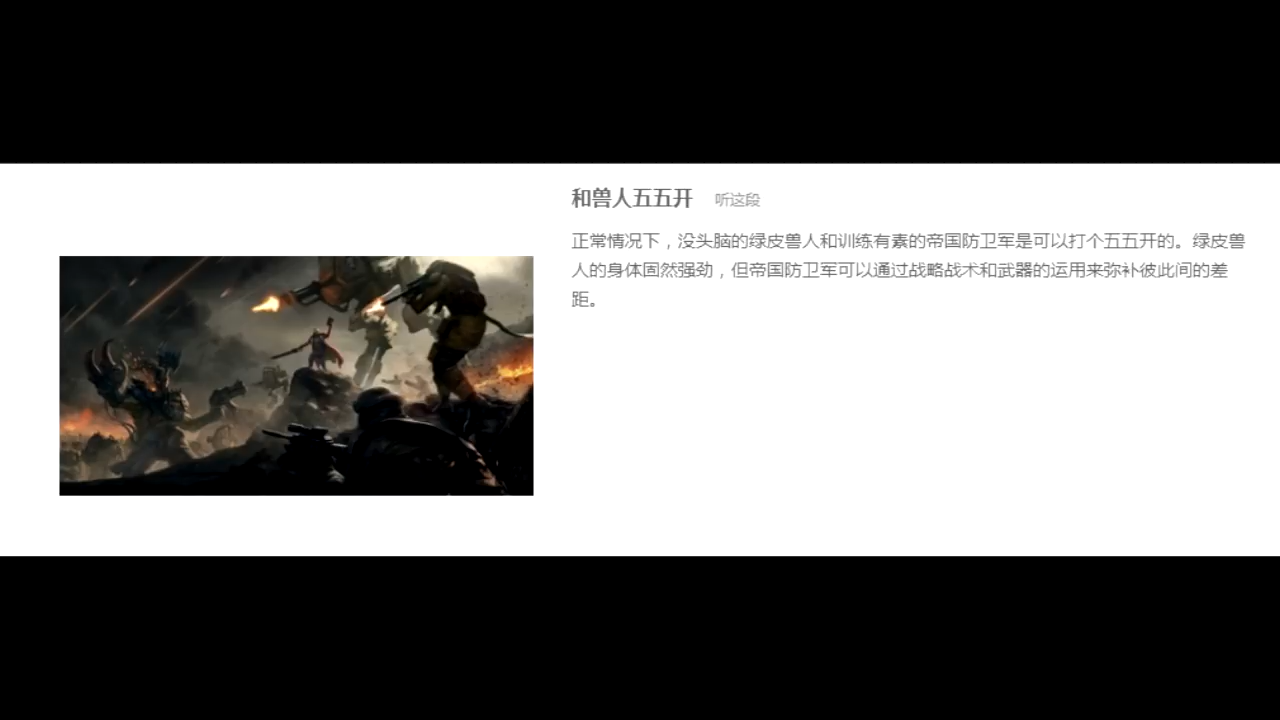 和兽人五五开 听这段
正常情况下，没头脑的绿皮兽人和训练有素的帝国防卫军是可以打个五五开的。绿皮兽
人的身体固然强劲，但帝国防卫军可以通过战略战术和武器的运用来弥补彼此间的差
距。